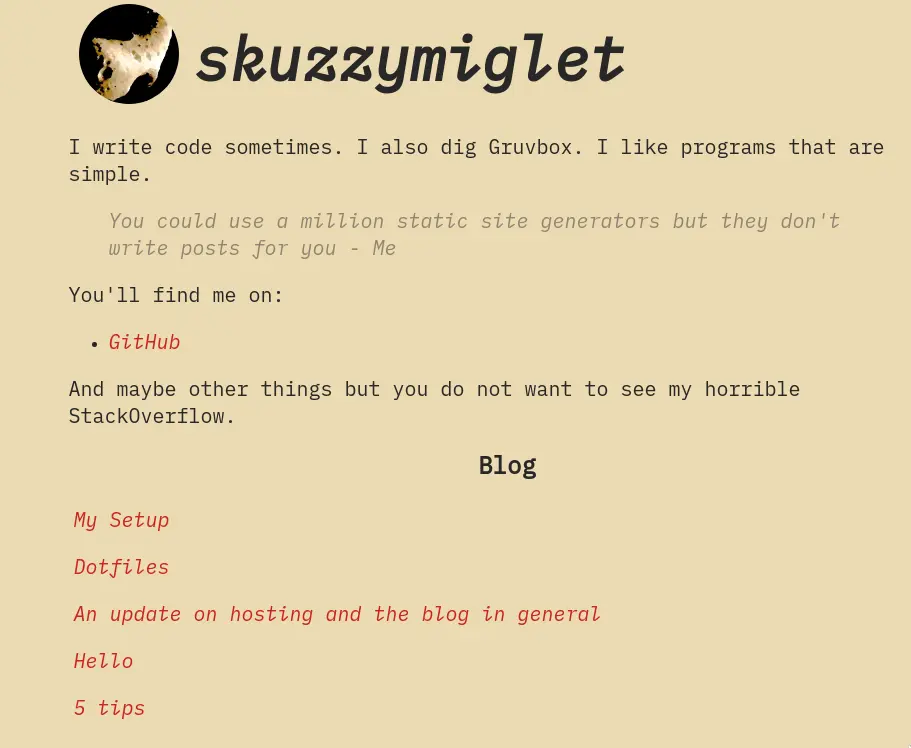 skuzzymiglet
I write code sometimes. I also dig Gruvbox. I like programs that are
simple.
You could use a million static site generators but they don't
write posts for you - Me
You'll find me on:
• GitHub
And maybe other things but you do not want to see my horrible
StackOverflow.
Blog
My Setup
Dotfiles
An update on hosting and the blog in general
Hello
5 tips